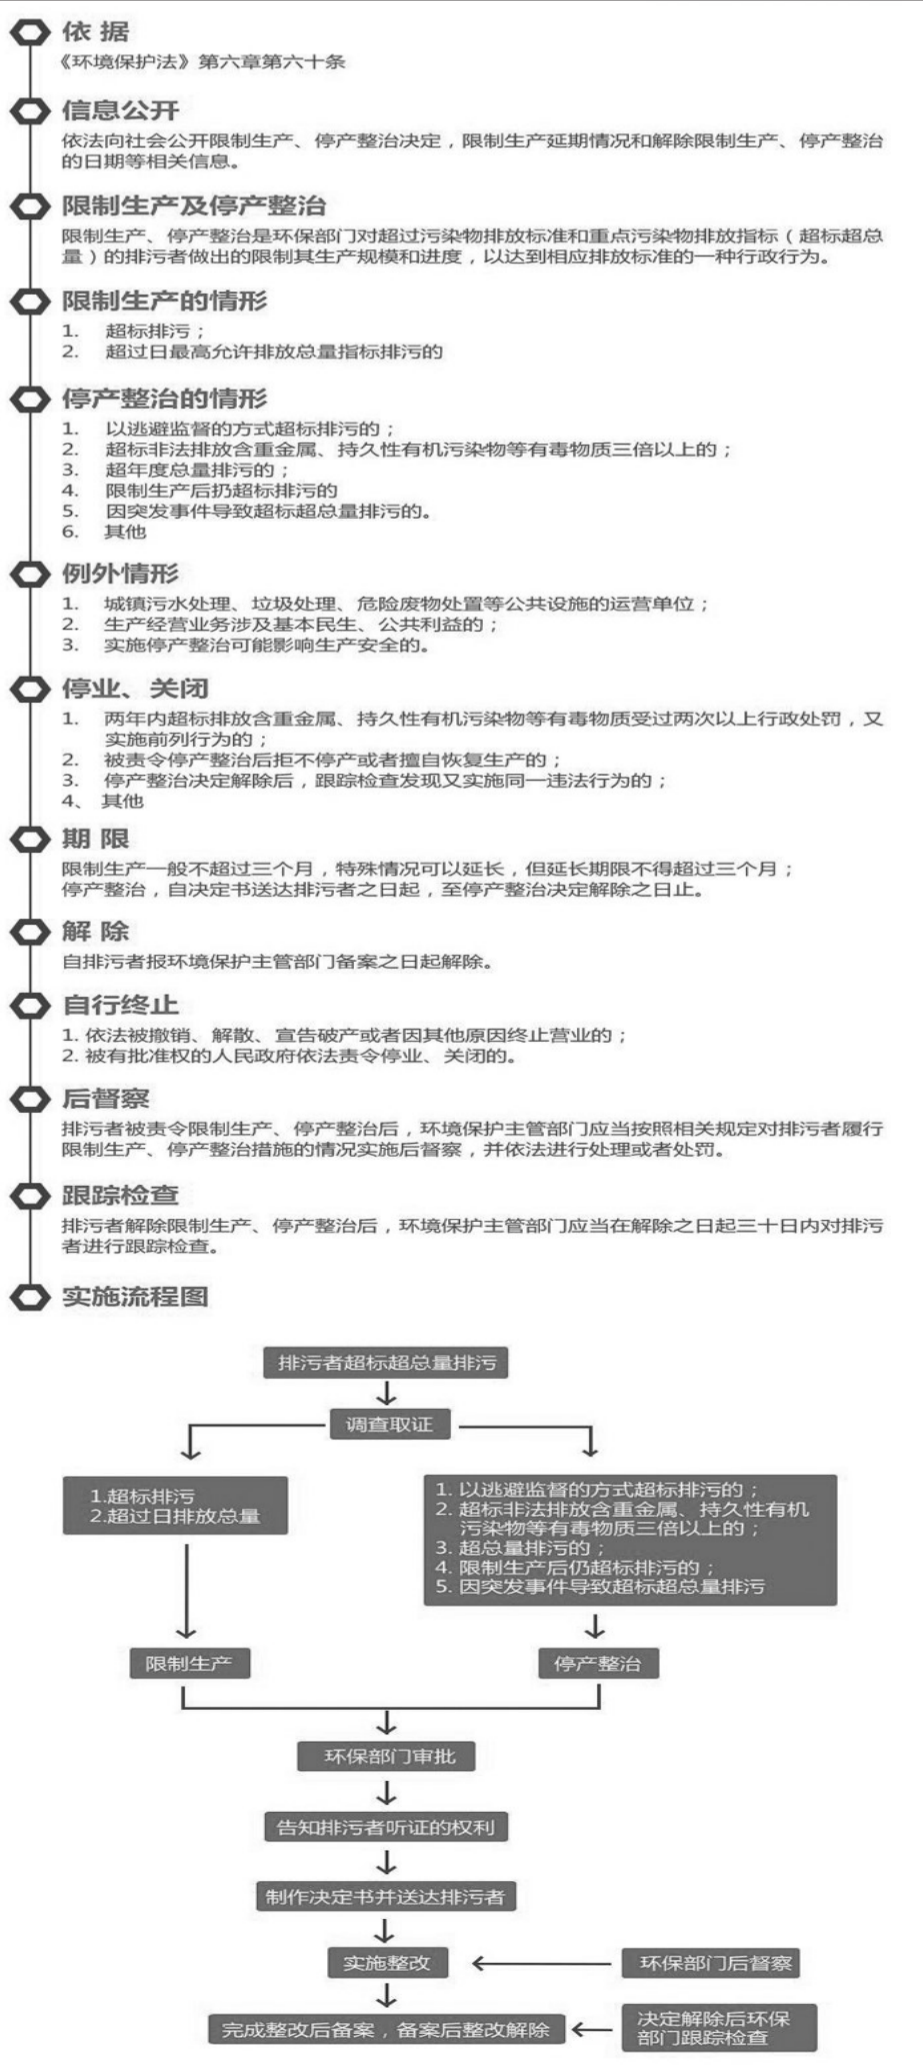 依 据
《环境保护法》第六章第六十条
信息公开
依法向社会公开限制生产、停产整治决定，限制生产延期情况和解除限制生产、停产整治
的日期等相关信息。
限制生产及停产整治
限制生产、停产整治是环保部门对超过污染物排放标准和重点污染物排放指标（超标超总
量）的排污者做出的限制其生产规模和进度，以达到相应排放标准的一种行政行为。
限制生产的情形
1. 超标排污；
2. 超过日最高允许排放总量指标排污的
停产整治的情形
1. 以逃避监督的方式超标排污的；
2. 超标非法排放含重金属、持久性有机污染物等有毒物质三倍以上的；
3. 超年度总量排污的；
4. 限制生产后扔超标排污的
5. 因突发事件导致超标超总量排污的。
6. 其他
例外情形
1. 城镇污水处理、垃圾处理、危险废物处置等公共设施的运营单位；
2. 生产经营业务涉及基本民生、公共利益的；
3. 实施停产整治可能影响生产安全的。
停业、关闭
1. 两年内超标排放含重金属、持久性有机污染物等有毒物质受过两次以上行政处罚，又
实施前列行为的；
2. 被责令停产整治后拒不停产或者擅自恢复生产的；
3. 停产整治决定解除后，跟踪检查发现又实施同一违法行为的；
4、 其他
期 限
限制生产一般不超过三个月，特殊情况可以延长，但延长期限不得超过三个月；
停产整治，自决定书送达排污者之日起，至停产整治决定解除之日止。
解 除
自排污者报环境保护主管部门备案之日起解除。
自行终止
1. 依法被撤销、解散、宣告破产或者因其他原因终止营业的；
2. 被有批准权的人民政府依法责令停业、关闭的。
后督察
排污者被责令限制生产、停产整治后，环境保护主管部门应当按照相关规定对排污者履行
限制生产、停产整治措施的情况实施后督察，并依法进行处理或者处罚。
跟踪检查
排污者解除限制生产、停产整治后，环境保护主管部门应当在解除之日起三十日内对排污
者进行跟踪检查。
实施流程图
排污者超标超总量排污
调查取证
1.超标排污
2.超过日排放总量
1. 以逃避监督的方式超标排污的；
2. 超标非法排放含重金属、持久性有机
污染物等有毒物质三倍以上的；
3. 超总量排污的；
4. 限制生产后仍超标排污的；
5. 因突发事件导致超标超总量排污
限制生产
停产整治
环保部门审批
告知排污者听证的权利
制作决定书并送达排污者
实施整改
环保部门后督察
完成整改后备案，备案后整改解除
决定解除后环保
部门跟踪检查